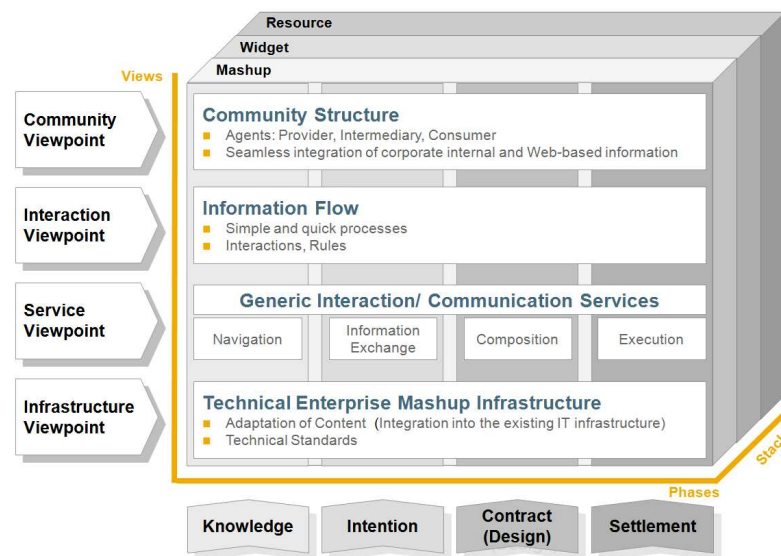 Resource
Widget
Mashup
Views
Community
Viewpoint
Community Structure
Agents: Provider, Intermediary, Consumer
Seamless integration of corporate internal and Web-based information
Interaction
Viewpoint
Information Flow
Simple and quick processes
Interactions, Rules
Service
Viewpoint
Generic Interaction/ Communication Services
Navigation
Information
Exchange
Composition
Execution
Infrastructure
Viewpoint
Technical Enterprise Mashup Infrastructure
Adaptation of Content (Integration into the existing IT infrastructure)
Technical Standards
Stack
Phases
Knowledge
Intention
Contract
(Design)
Settlement